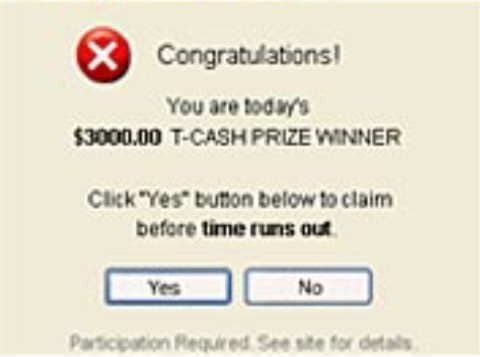 Congratulations!
You are today's
$3000.00 T-CASH PRIZE WINNER
Click "Yes" button below to claim
before time runs out.
Yes
No
Participation Required. See site for details.